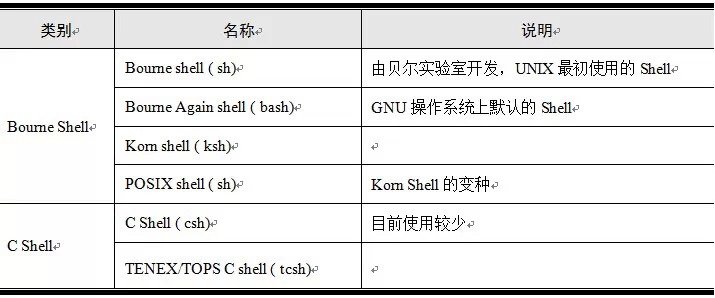 类别 名称 说明
Bourne Shell
Bourne shell ( sh) 由贝尔实验室开发，UNIX 最初使用的 Shell
Bourne Again shell ( bash) GNU 操作系统上默认的 Shell
Korn shell ( ksh)
POSIX shell ( sh) Korn Shell 的变种
C Shell
C Shell ( csh) 目前使用较少
TENEX/TOPS C shell ( tcsh)